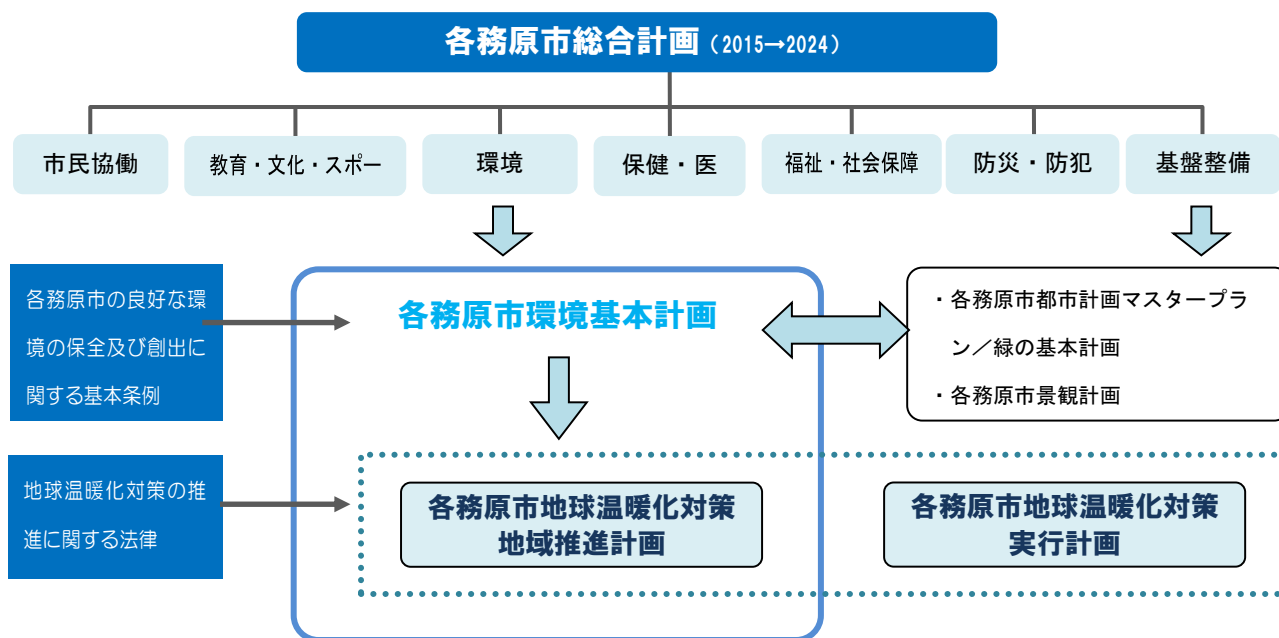 各務原市総合計画（2015→2024）
市民協働
教育・文化・スポー
環境
保健・医
福祉・社会保障
防災・防犯
基盤整備
各務原市の良好な環
境の保全及び創出に
関する基本条例
各務原市環境基本計画
・各務原市都市計画マスタープラ
ン／緑の基本計画
・各務原市景観計画
地球温暖化対策の推
進に関する法律
各務原市地球温暖化対策
地域推進計画
各務原市地球温暖化対策
実行計画